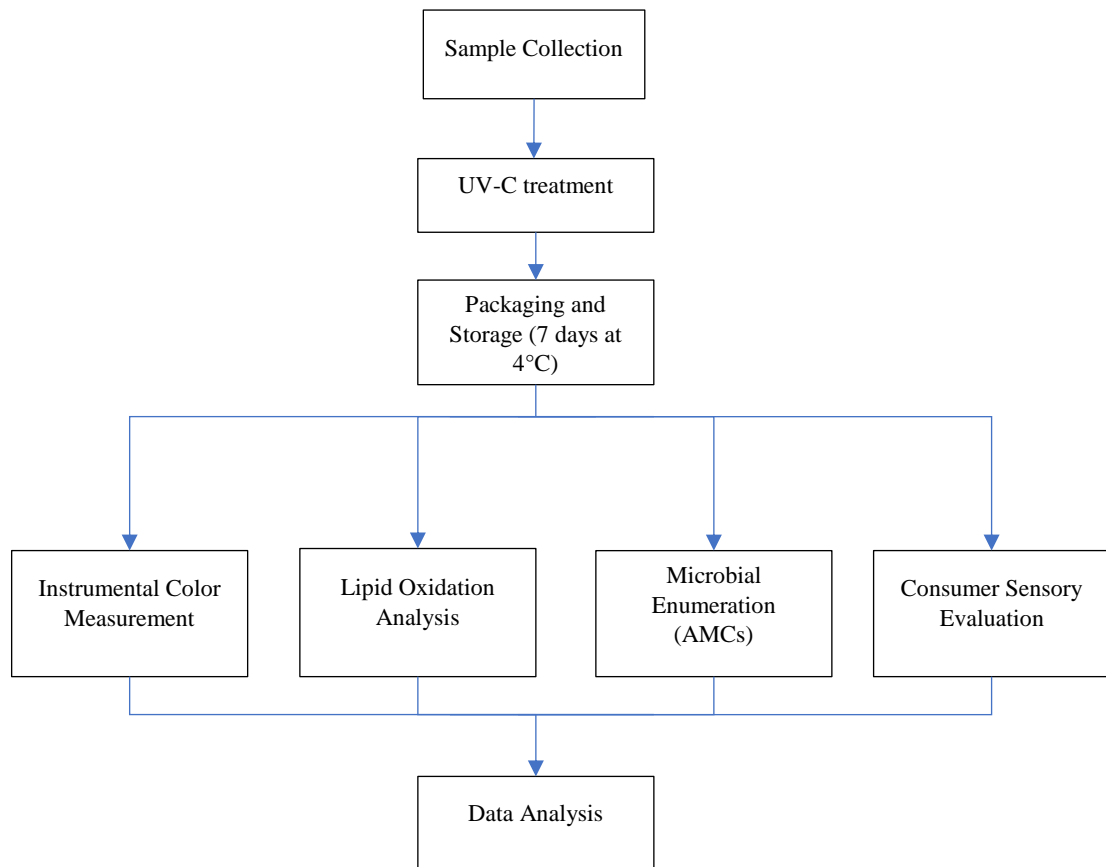 Sample Collection
UV-C treatment
Packaging and
Storage (7 days at
4°C)
Instrumental Color
Measurement
Lipid Oxidation
Analysis
Microbial
Enumeration
(AMCs)
Consumer Sensory
Evaluation
Data Analysis